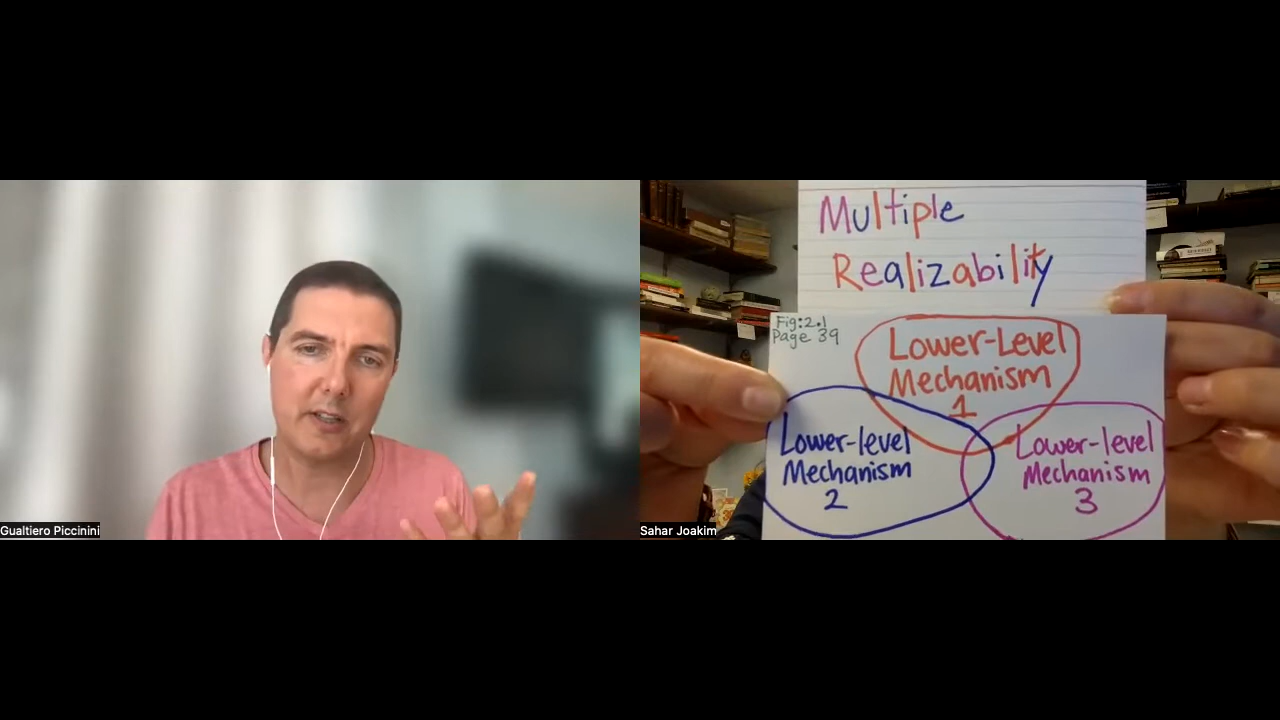 Multiple
Realizability
Fig:2.1
Page 39
Lower-Level
Mechanism
1
Lower-level
Mechanism
2
Lower-level
Mechanism
3
Gualtiero Piccinini
Sahar Joakim